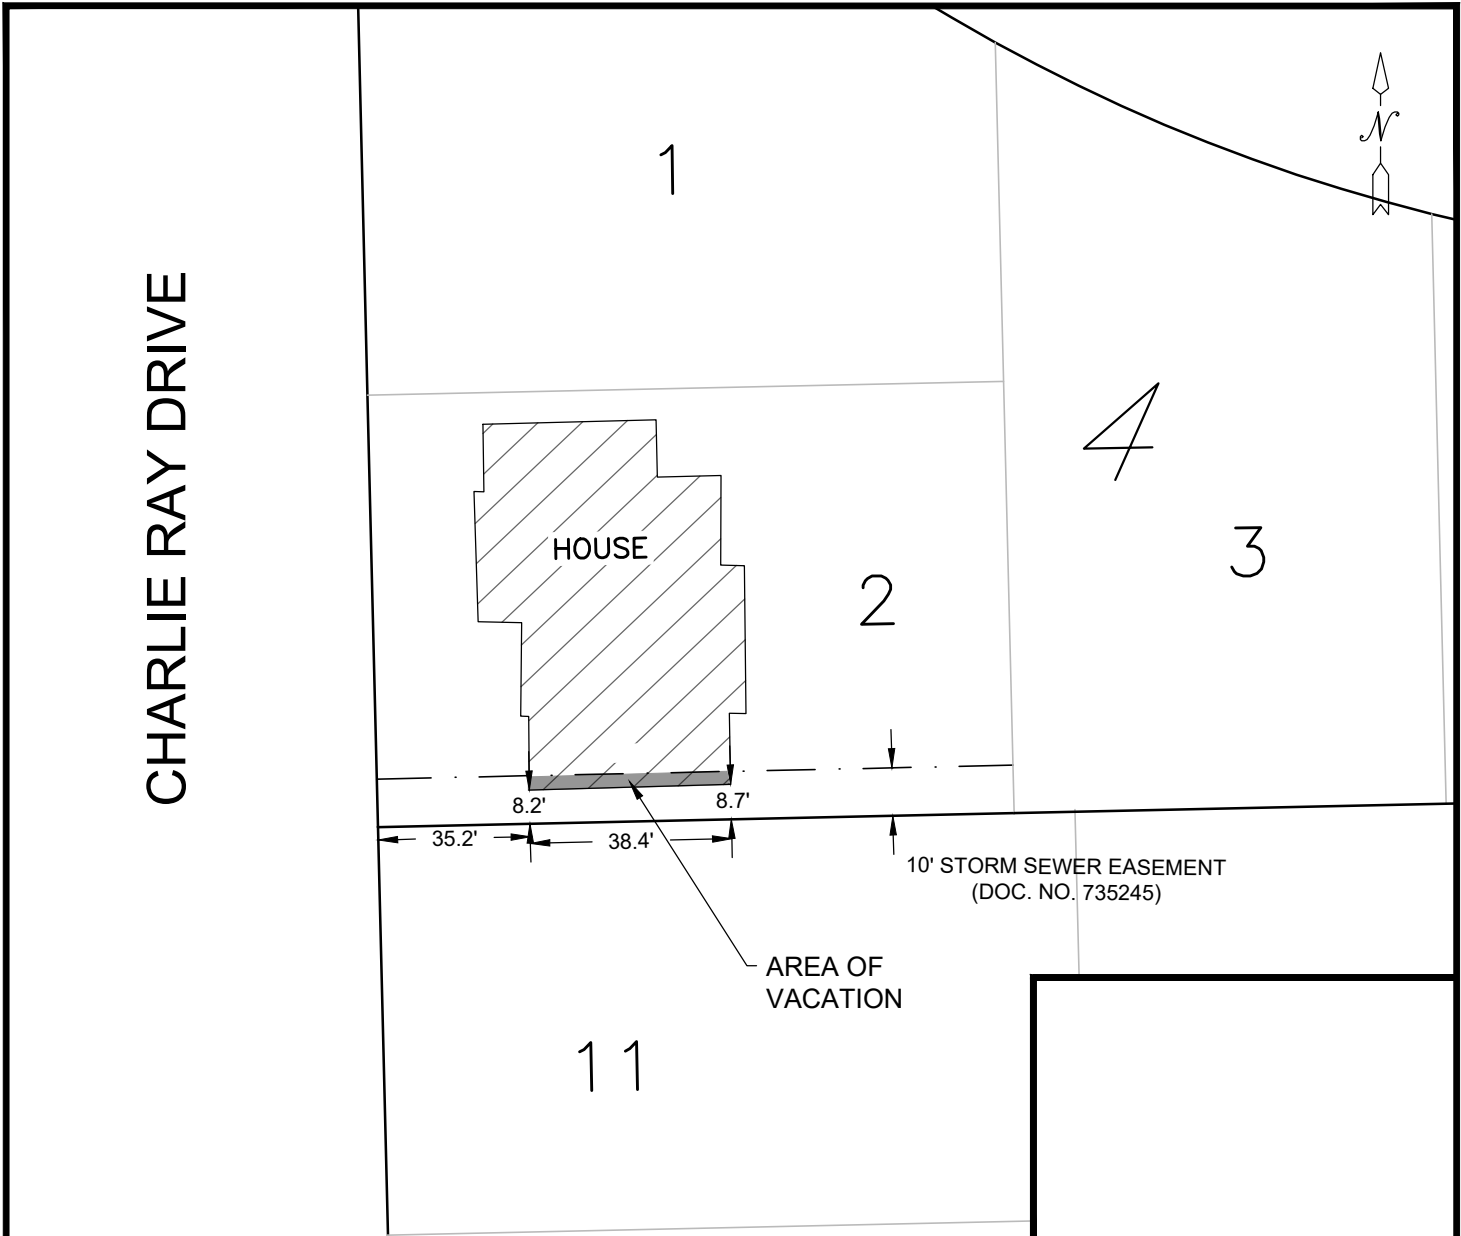 1
N
CHARLIE RAY DRIVE
4
HOUSE
3
2
8.2'
8.7'
35.2'
38.4'
10' STORM SEWER EASEMENT
(DOC. NO. 735245)
AREA OF
VACATION
11